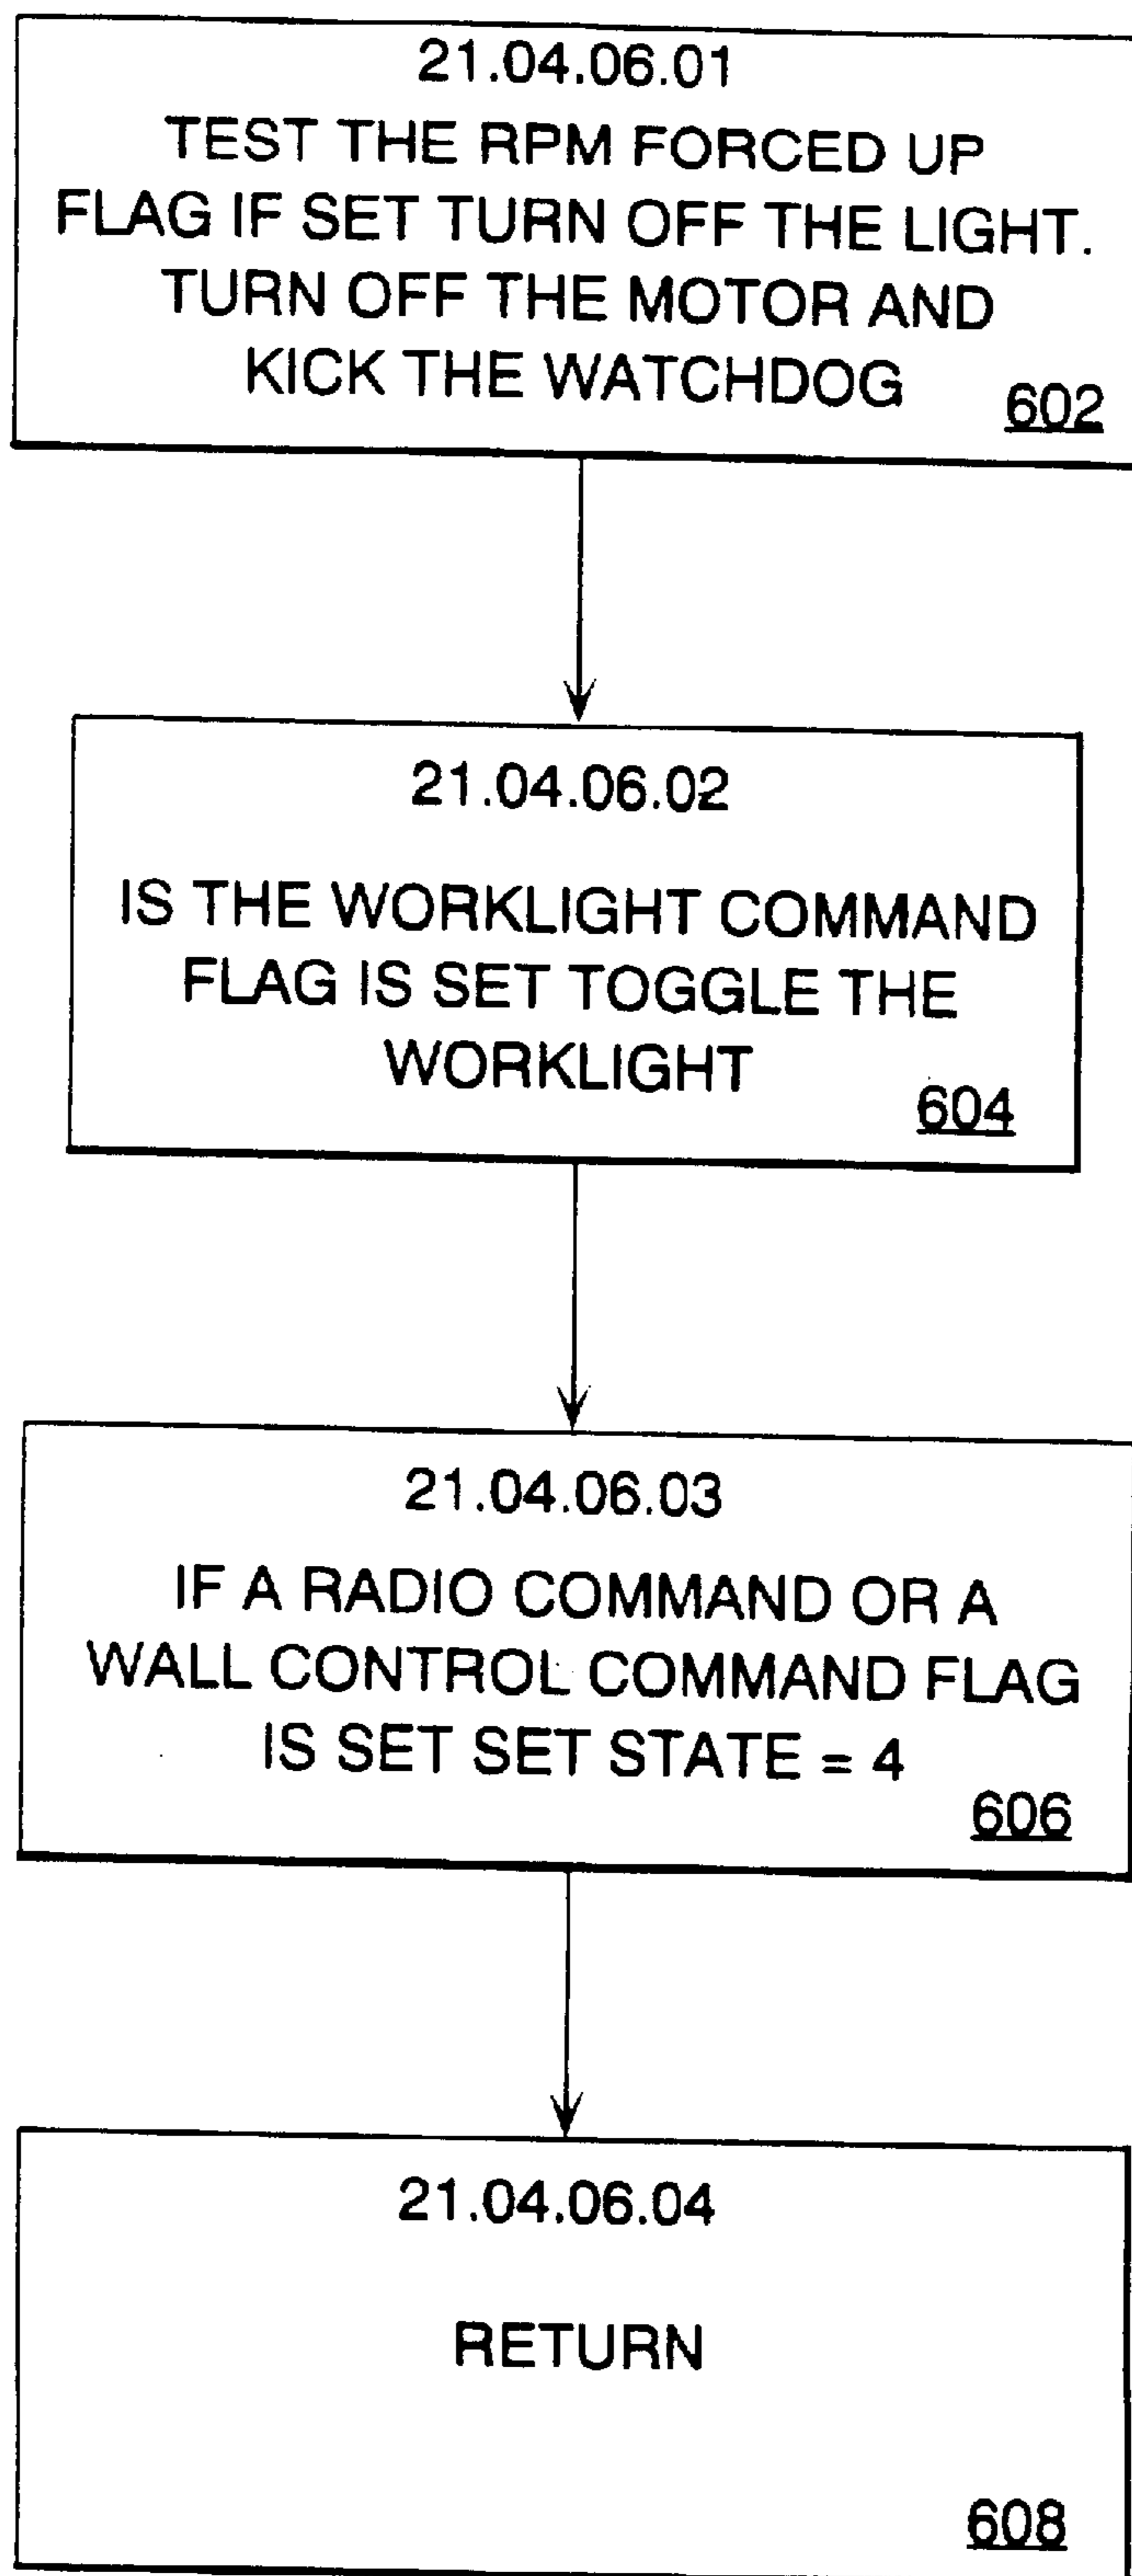 21.04.06.01
TEST THE RPM FORCED UP
FLAG IF SET TURN OFF THE LIGHT.
TURN OFF THE MOTOR AND
KICK THE WATCHDOG
602
21.04.06.02
IS THE WORKLIGHT COMMAND
FLAG IS SET TOGGLE THE
WORKLIGHT
604
21.04.06.03
IF A RADIO COMMAND OR A
WALL CONTROL COMMAND FLAG
IS SET SET STATE = 4
606
21.04.06.04
RETURN
608